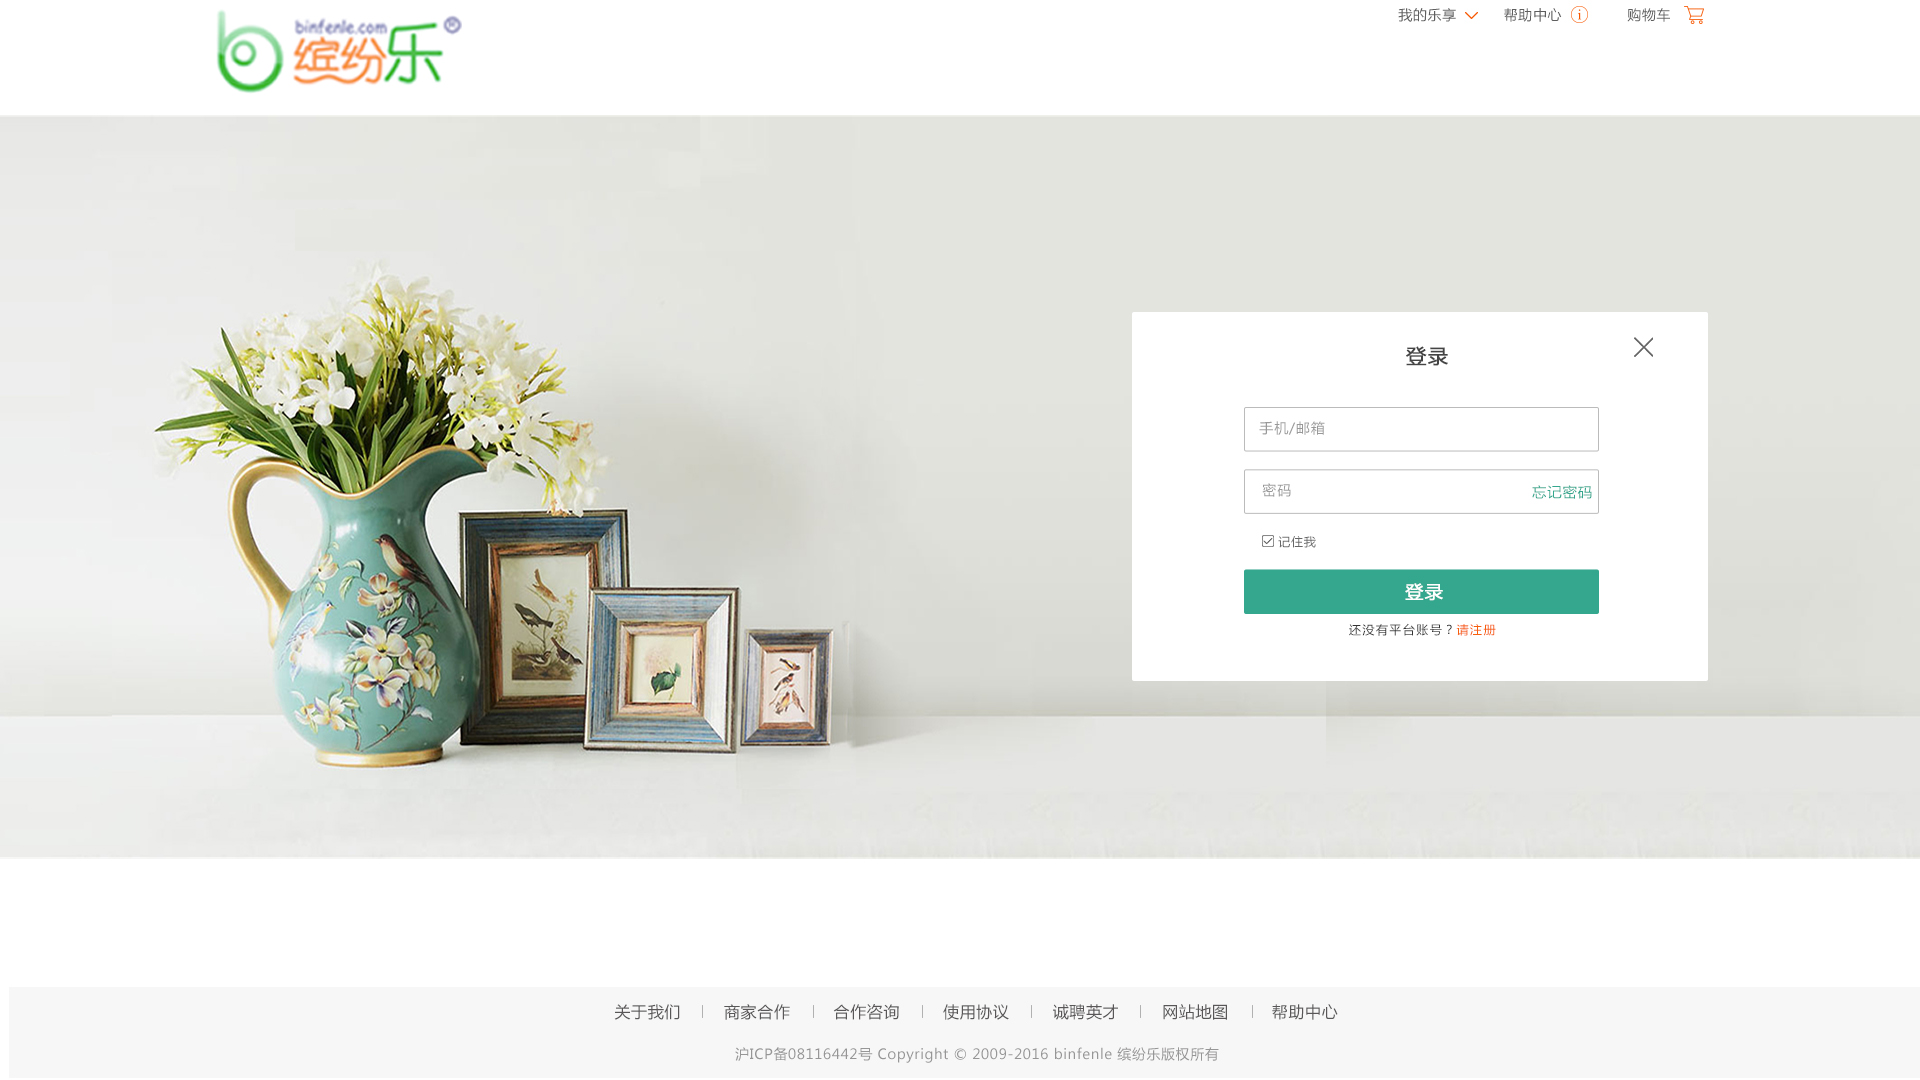 binfenle.com
缤纷乐®
我的乐享
帮助中心
购物车
登录
手机/邮箱
密码
忘记密码
记住我
登录
还没有平台账号？请注册
关于我们 | 商家合作 | 合作咨询 | 使用协议 | 诚聘英才 | 网站地图 | 帮助中心
沪ICP备08116442号 Copyright © 2009-2016 binfenle 缤纷乐版权所有